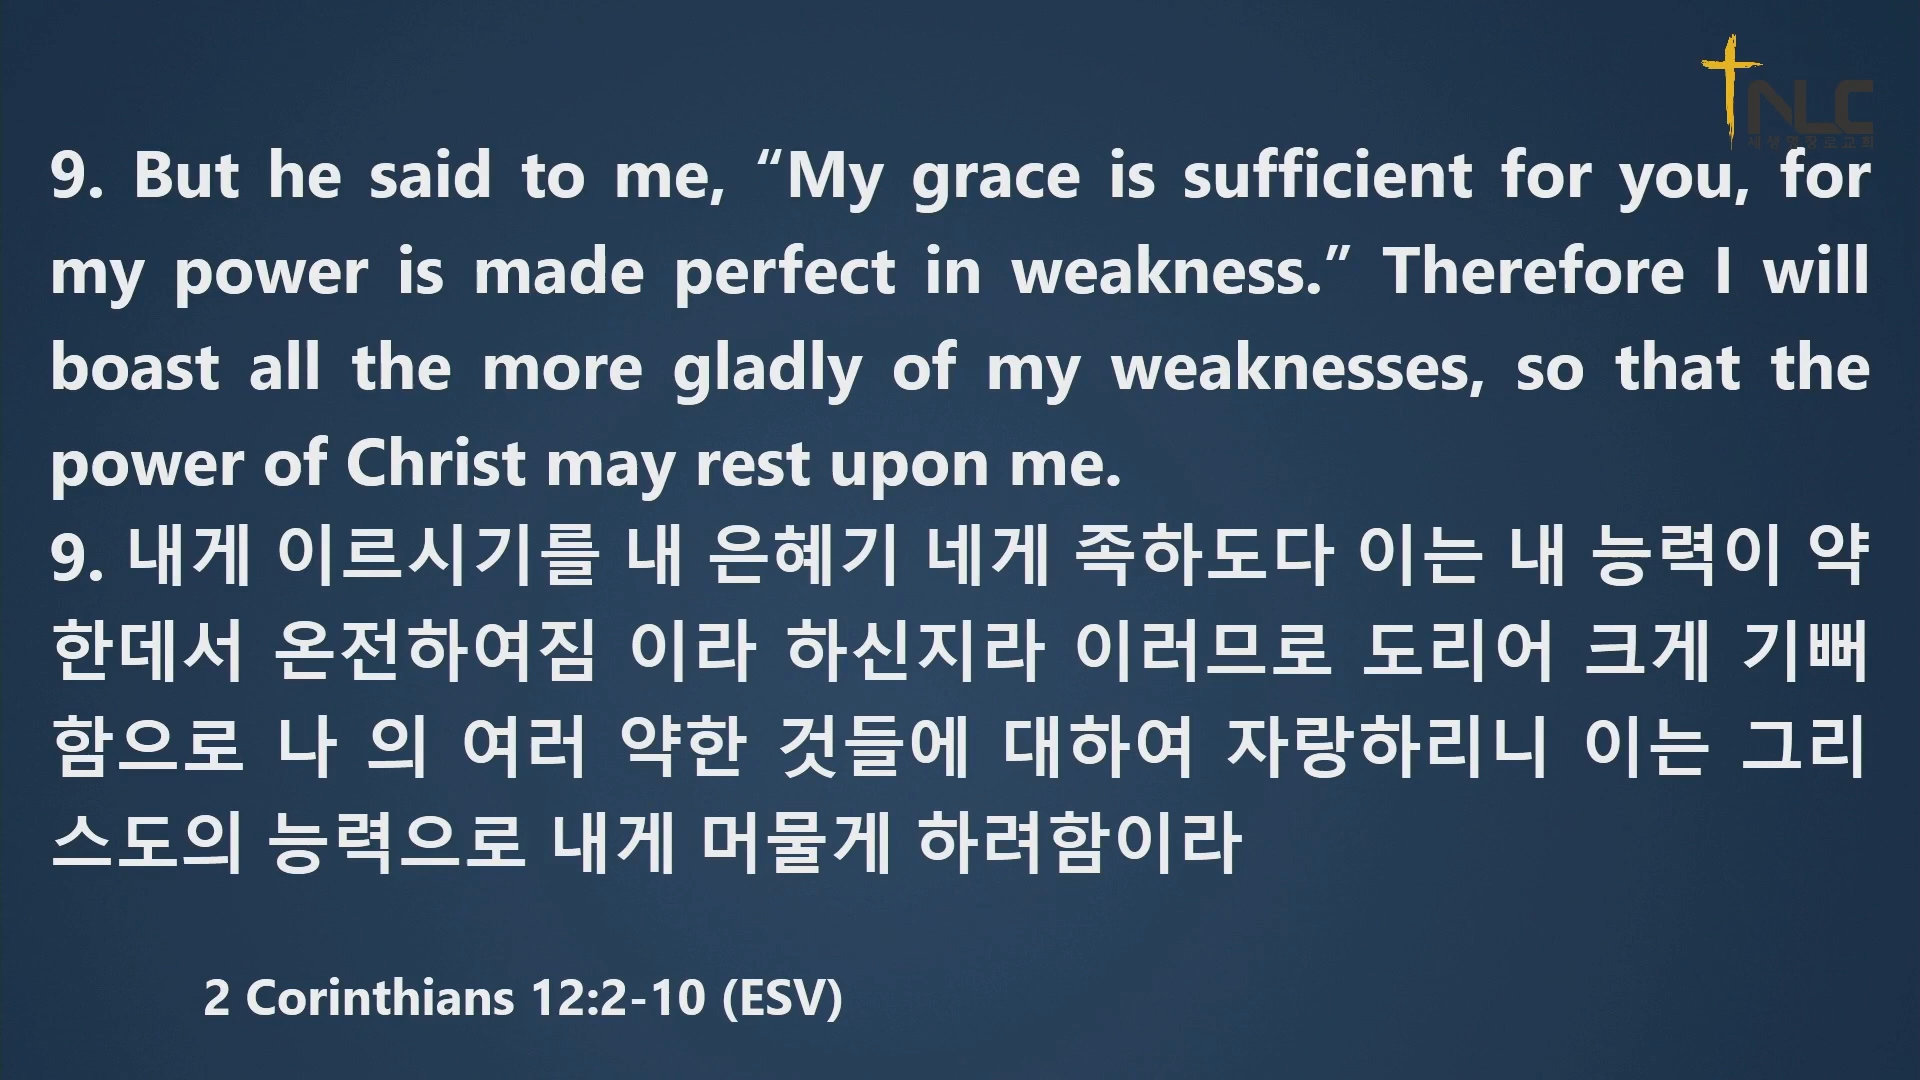 NLC
새생명장로교회
9. But he said to me, “My grace is sufficient for you, for
my power is made perfect in weakness.” Therefore I will
boast all the more gladly of my weaknesses, so that the
power of Christ may rest upon me.
9. 내게 이르시기를 내 은혜기 네게 족하도다 이는 내 능력이 약
한데서 온전하여짐 이라 하신지라 이러므로 도리어 크게 기뻐
함으로 나 의 여러 약한 것들에 대하여 자랑하리니 이는 그리
스도의 능력으로 내게 머물게 하려함이라
2 Corinthians 12:2-10 (ESV)